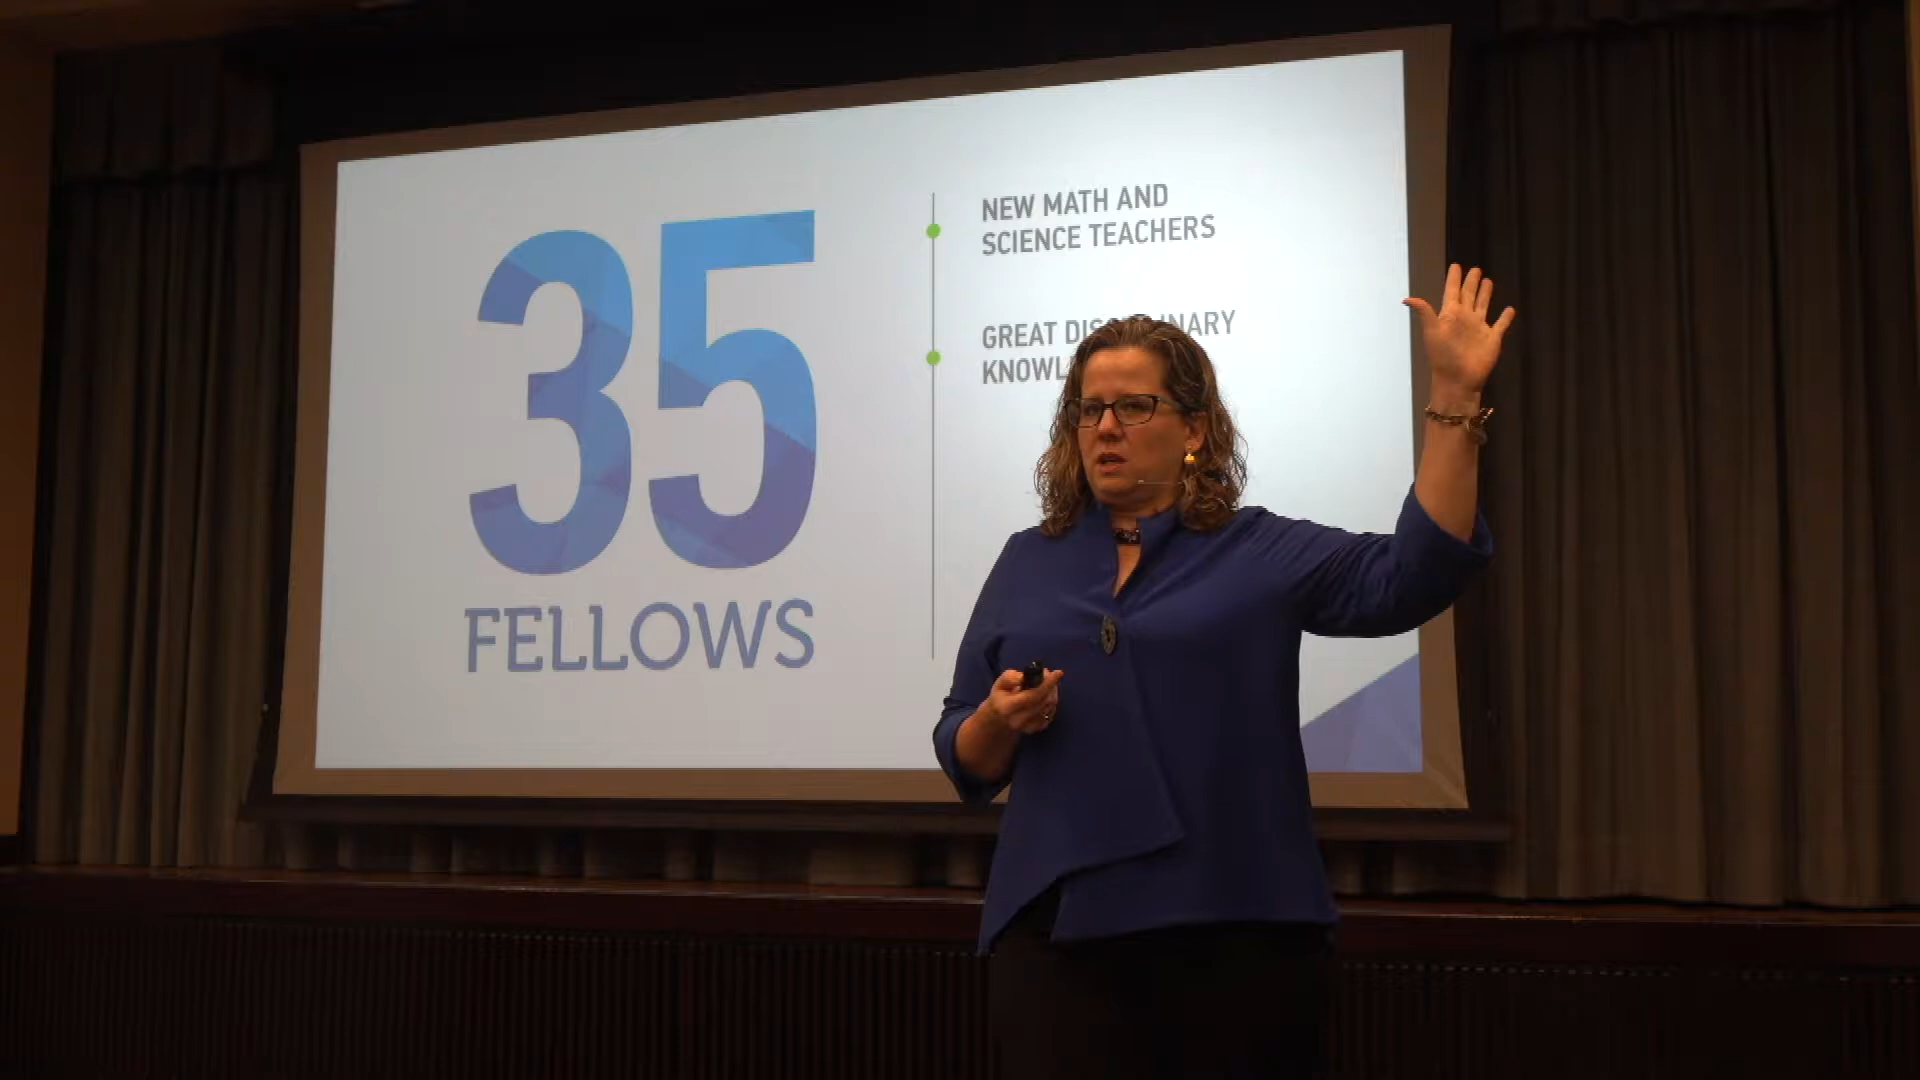 35
FELLOWS
NEW MATH AND
SCIENCE TEACHERS
GREAT